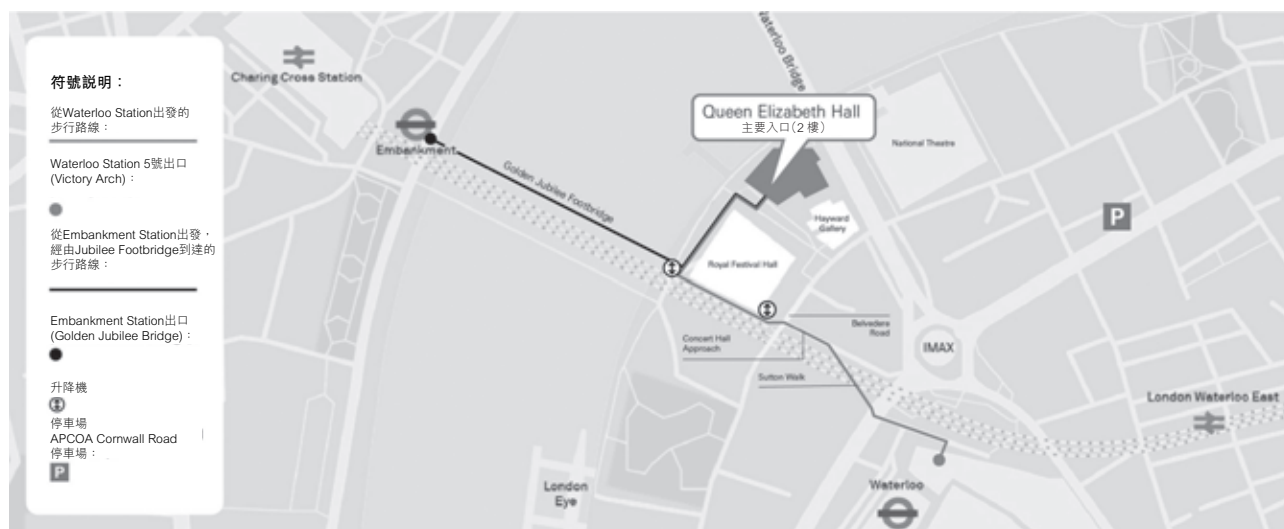 符號説明：
從Waterloo Station出發的
步行路線：
Waterloo Station 5號出口
(Victory Arch)：
從Embankment Station出發，
經由Jubilee Footbridge到達的
步行路線：
Embankment Station出口
(Golden Jubilee Bridge)：
升降機
停車場
APCOA Cornwall Road
停車場：
P
Charing Cross Station
Embankment
Golden Jubilee Footbridge
Waterloo Bridge
Queen Elizabeth Hall
主要入口（2 樓）
National Theatre
Hayward
Gallery
P
Royal Festival Hall
Belvedere
Road
Concert Hall
Approach
Sutton Walk
IMAX
London Waterloo East
Waterloo
London
Eye